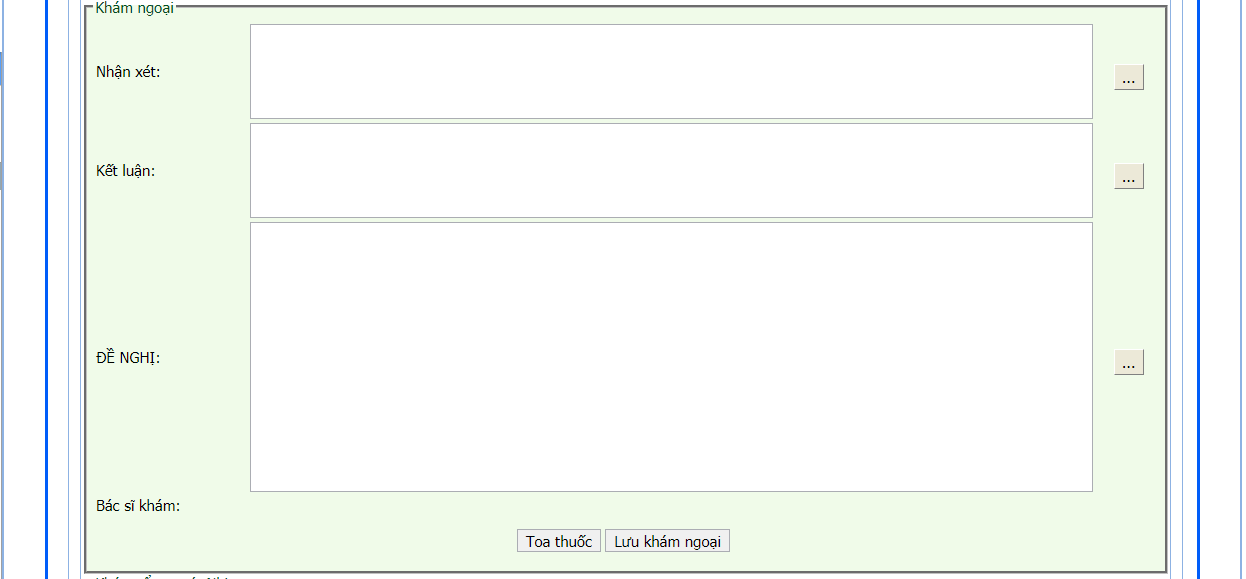 Khám ngoại
Nhận xét:
...
Kết luận:
...
ĐỀ NGHỊ:
...
Bác sĩ khám:
Toa thuốc Lưu khám ngoại